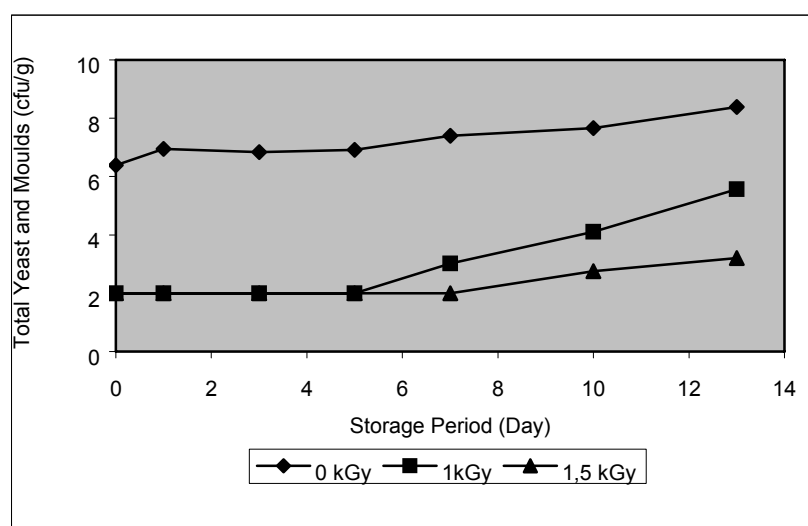 Total Yeast and Moulds (cfu/g)
10
8
6
4
2
0
0 2 4 6 8 10 12 14
Storage Period (Day)
0 kGy 1kGy 1,5 kGy